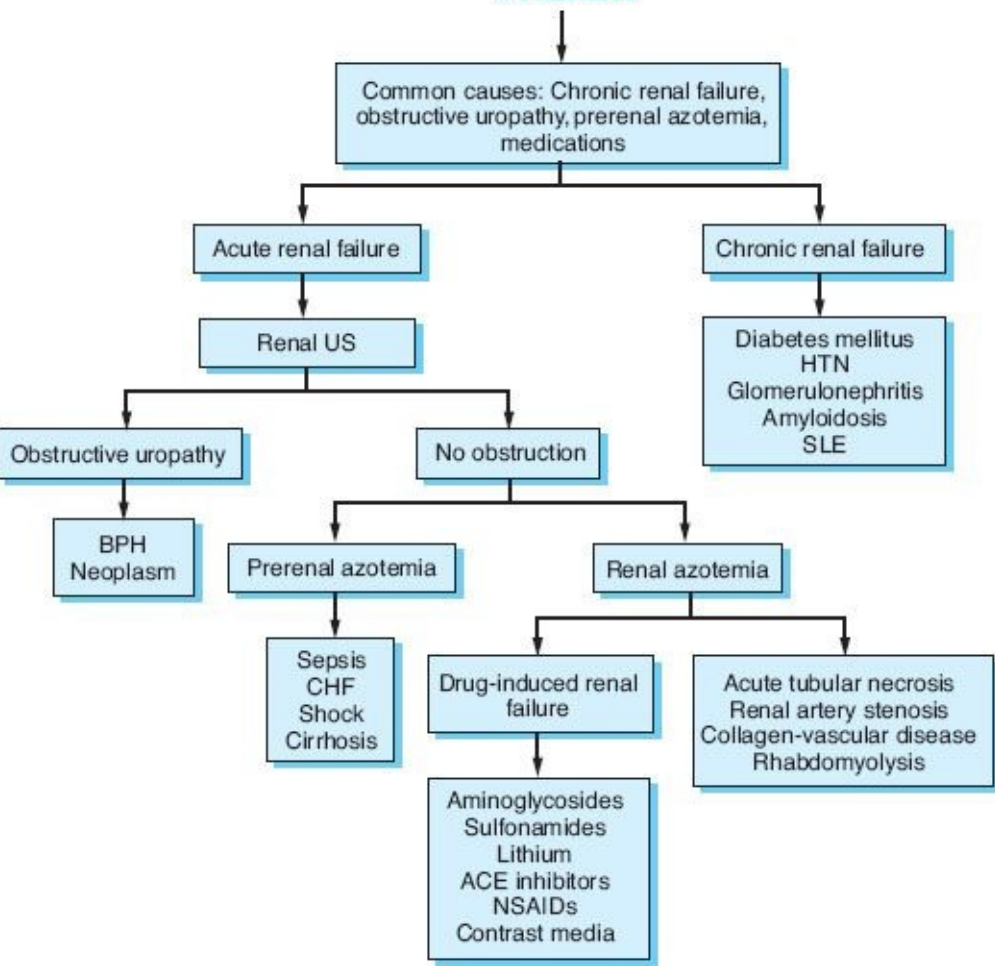 Common causes: Chronic renal failure,
obstructive uropathy, prerenal azotemia,
medications
Acute renal failure
Chronic renal failure
Renal US
Diabetes mellitus
HTN
Glomerulonephritis
Amyloidosis
SLE
Obstructive uropathy
No obstruction
BPH
Neoplasm
Prerenal azotemia
Renal azotemia
Sepsis
CHF
Shock
Cirrhosis
Drug-induced renal
failure
Acute tubular necrosis
Renal artery stenosis
Collagen-vascular disease
Rhabdomyolysis
Aminoglycosides
Sulfonamides
Lithium
ACE inhibitors
NSAIDs
Contrast media